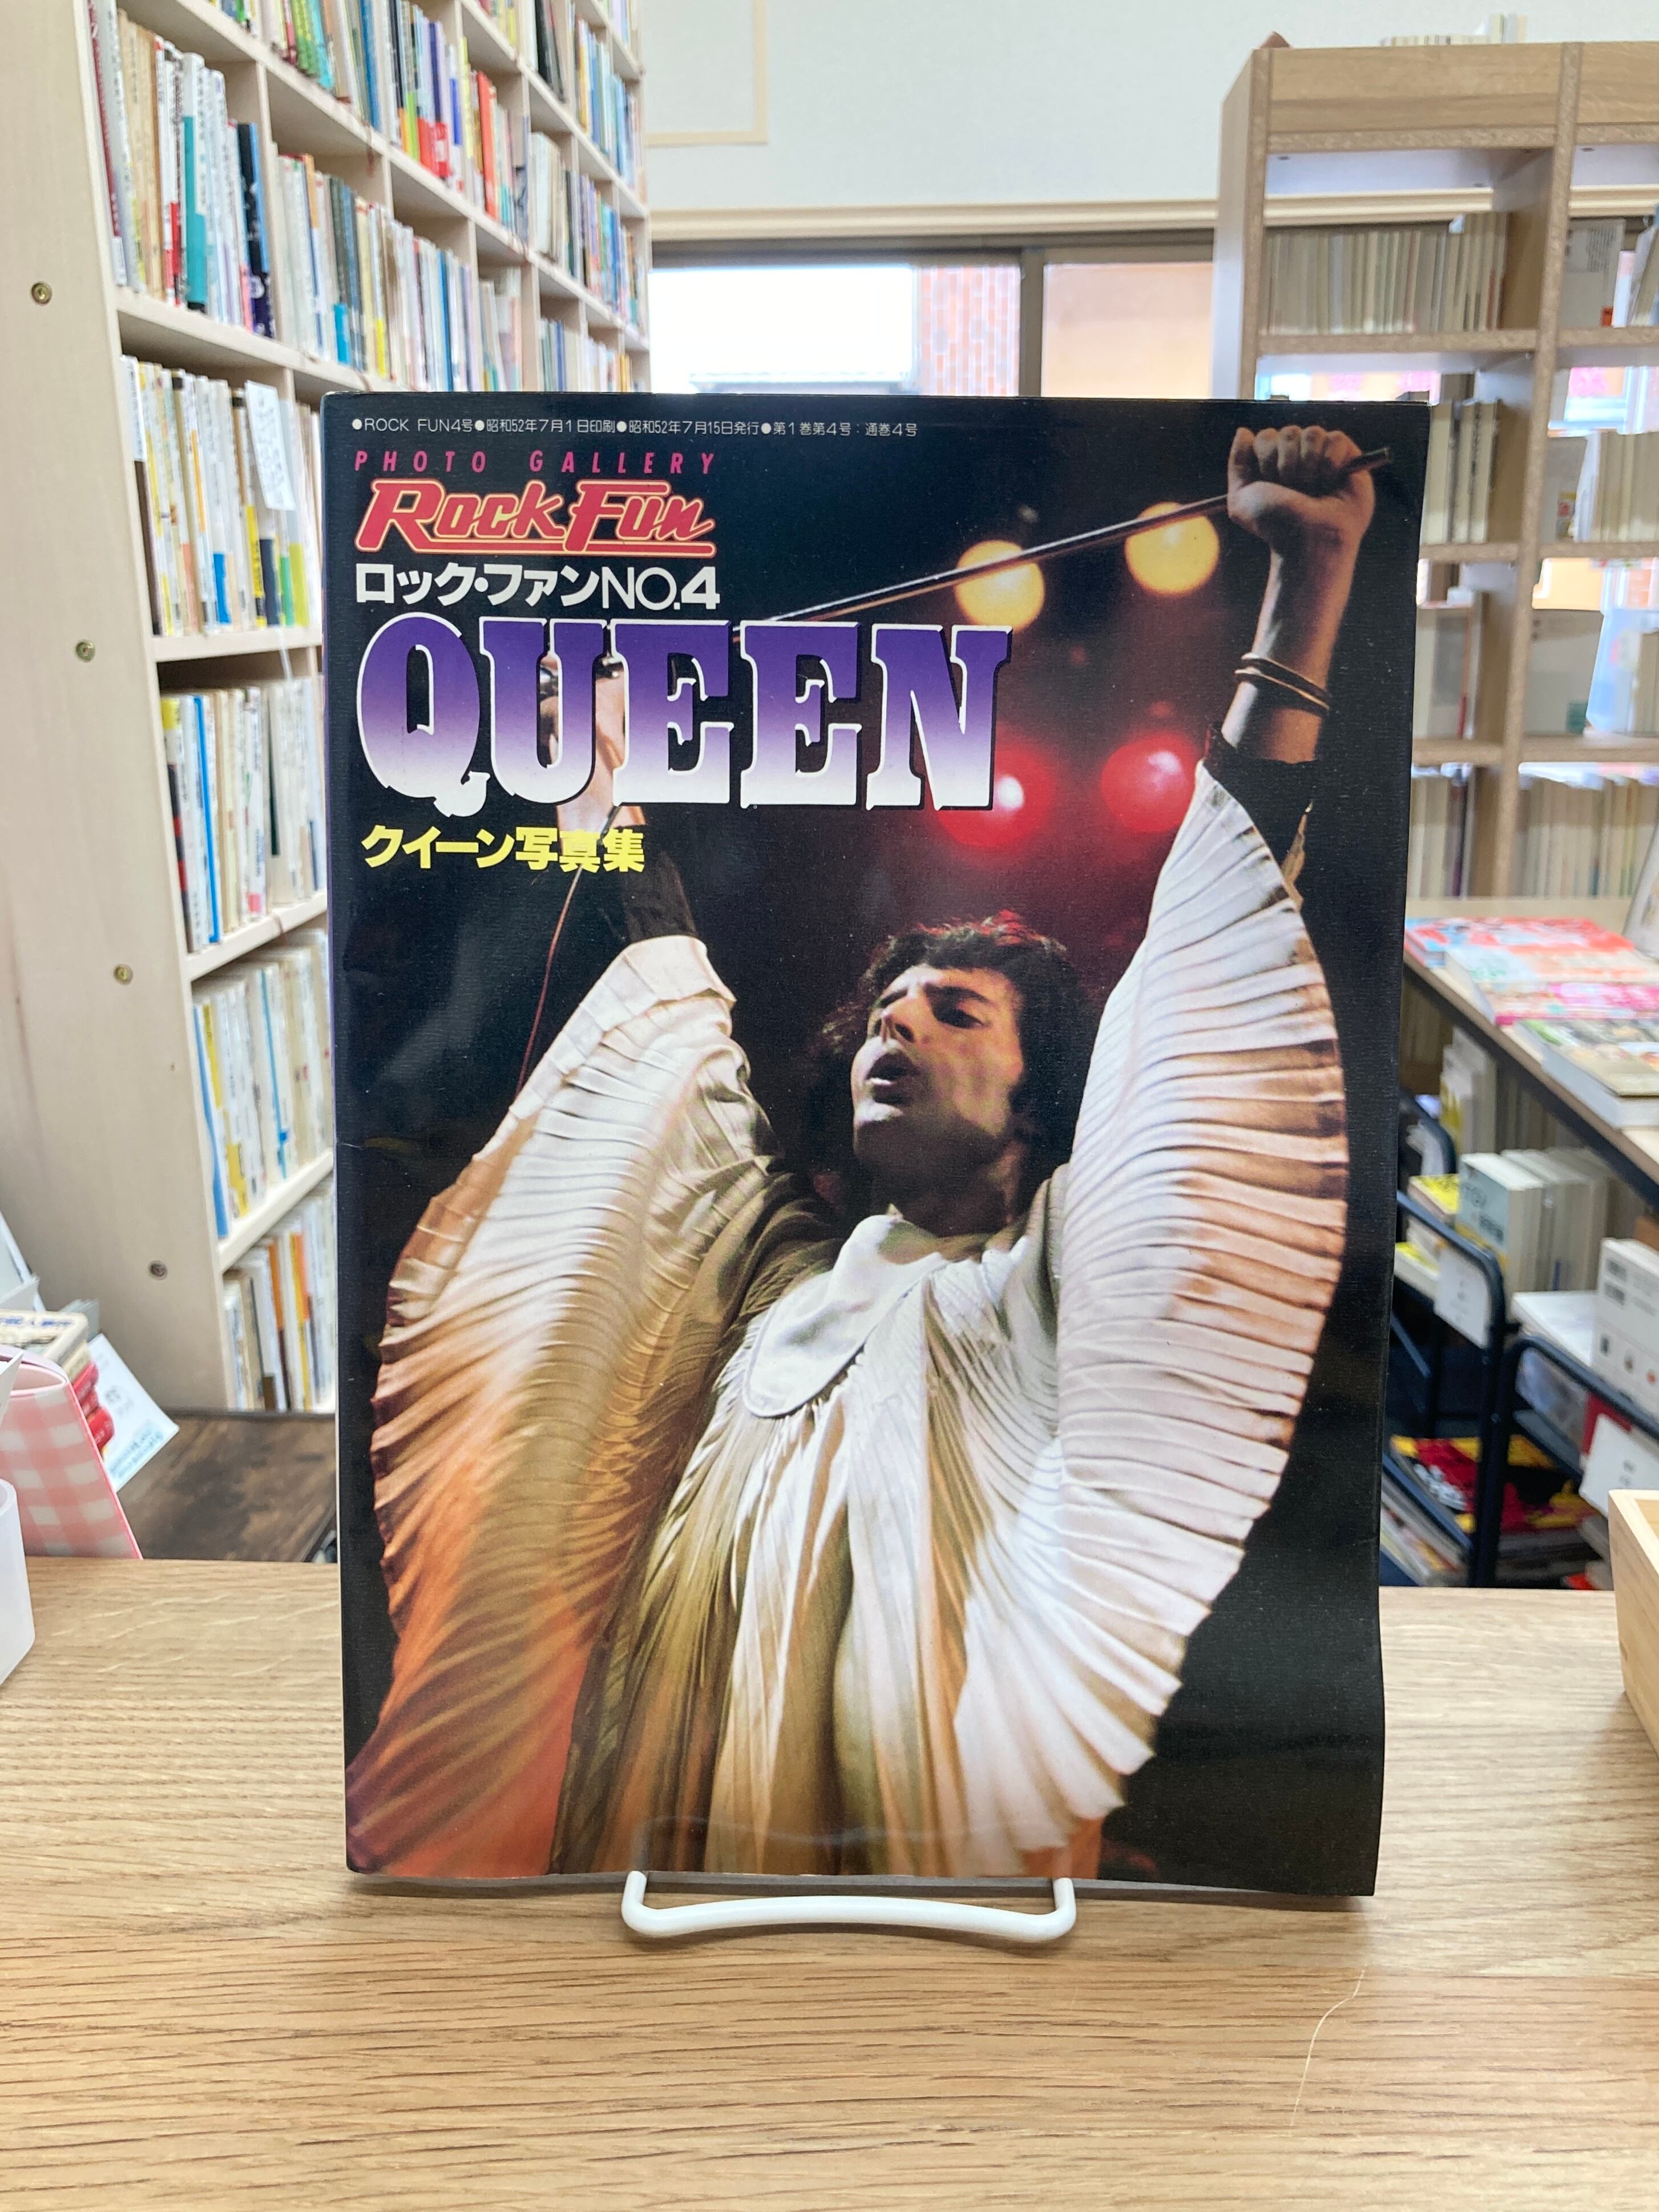 ●ROCK FUN4号●昭和52年7月1日印刷●昭和52年7月15日発行●第1巻第4号：通巻4号
PHOTO GALLERY
Rock Fun
ロック・ファンNO.4
QUEEN
クイーン写真集